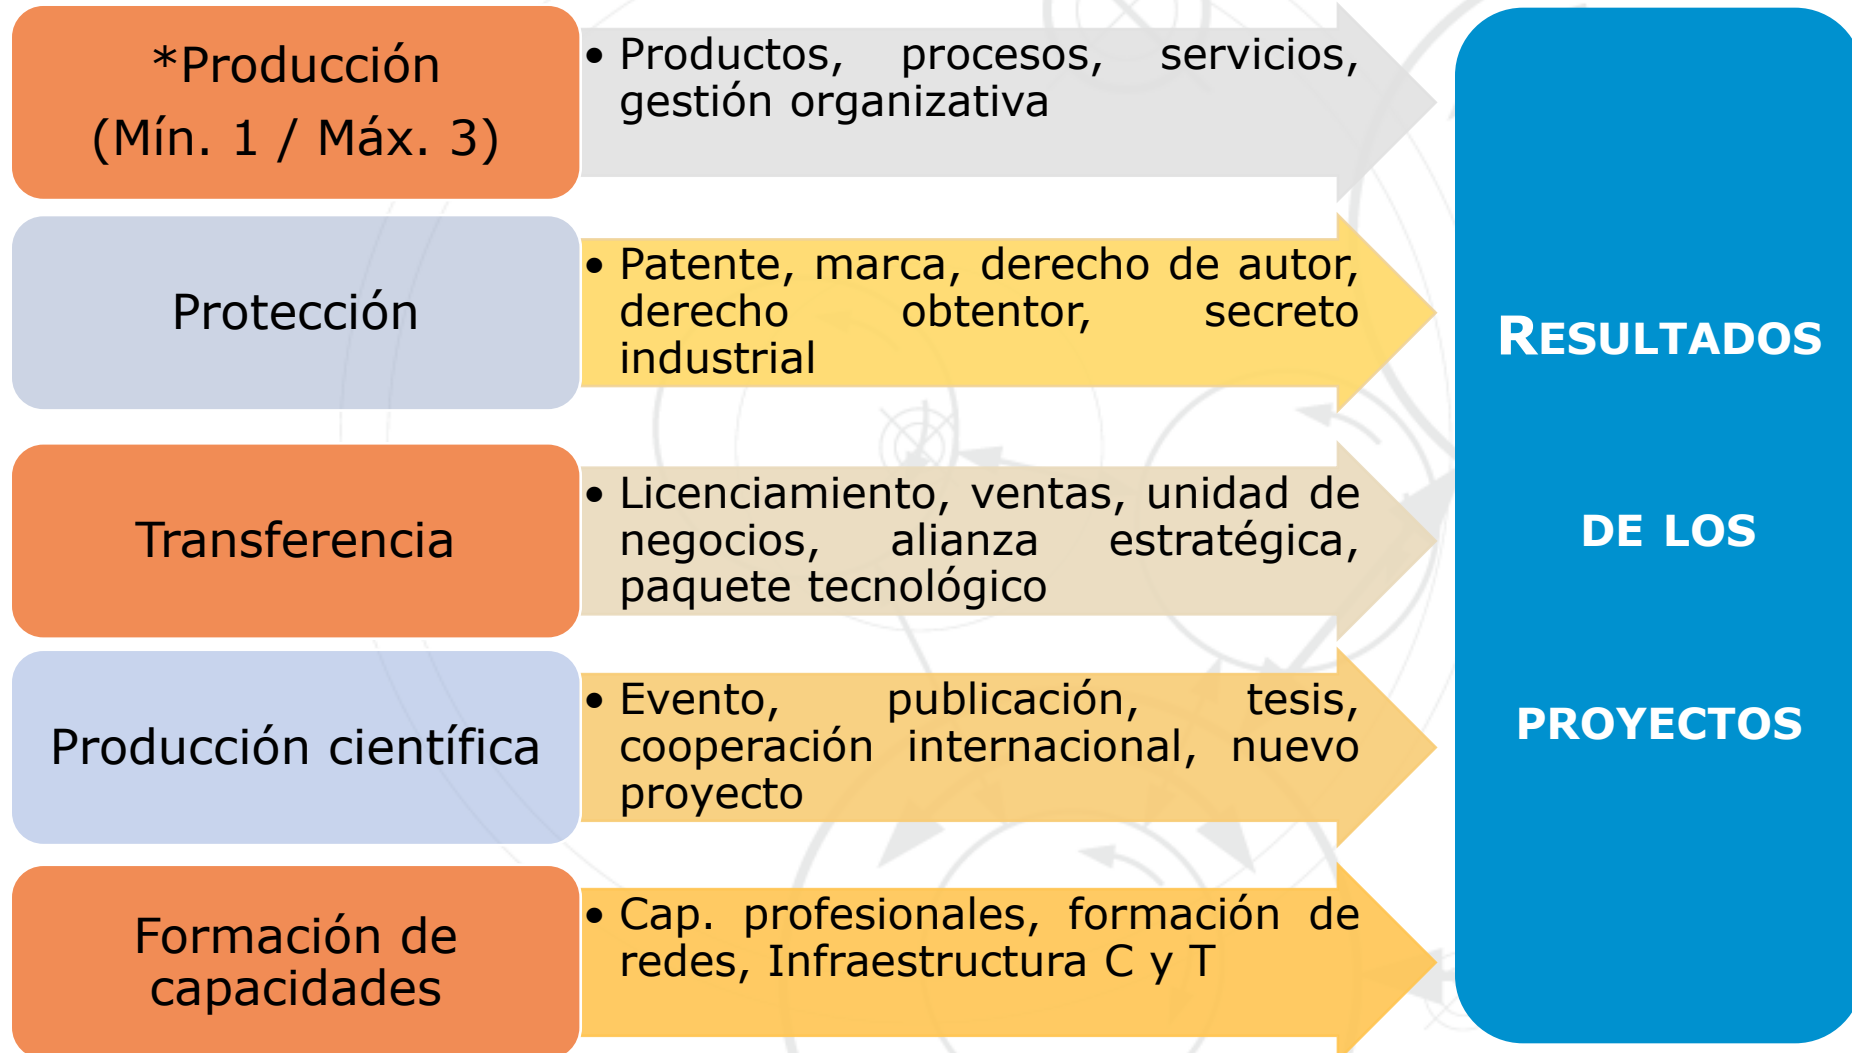 *Producción
(Mín. 1 / Máx. 3)
• Productos, procesos, servicios,
gestión organizativa
Protección
• Patente, marca, derecho de autor,
derecho obtentor, secreto
industrial
Transferencia
• Licenciamiento, ventas, unidad de
negocios, alianza estratégica,
paquete tecnológico
Producción científica
• Evento, publicación, tesis,
cooperación internacional, nuevo
proyecto
Formación de
capacidades
• Cap. profesionales, formación de
redes, Infraestructura C y T
RESULTADOS
DE LOS
PROYECTOS